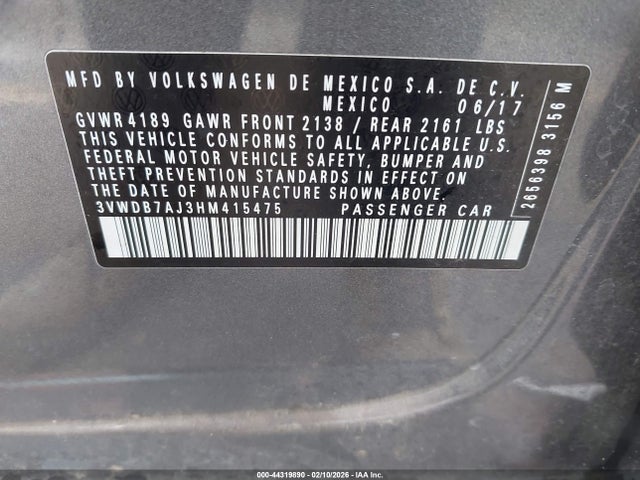 MFD BY VOLKSWAGEN DE MEXICO S.A. DE C.V.
MEXICO 06/17
GVWR 4189 GAWR FRONT 2138 / REAR 2161 LBS
THIS VEHICLE CONFORMS TO ALL APPLICABLE U.S.
FEDERAL MOTOR VEHICLE SAFETY, BUMPER AND
THEFT PREVENTION STANDARDS IN EFFECT ON
THE DATE OF MANUFACTURE SHOWN ABOVE.
3VWDB7AJ3HM415475 PASSENGER CAR
2656398 3156 M
000-44319890 - 02/10/2026 - IAA Inc.